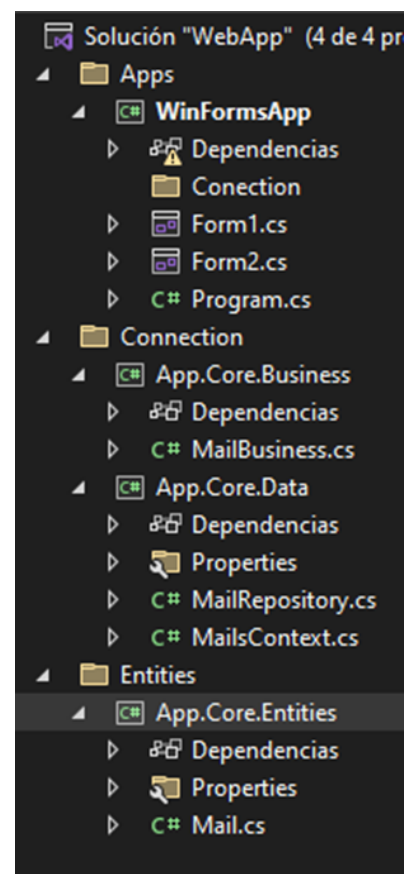 Solución "WebApp" (4 de 4 pr
Apps
C# WinFormsApp
Dependencias
Conection
Form1.cs
Form2.cs
C# Program.cs
Connection
C# App.Core.Business
Dependencias
C# MailBusiness.cs
C# App.Core.Data
Dependencias
Properties
C# MailRepository.cs
C# MailsContext.cs
Entities
C# App.Core.Entities
Dependencias
Properties
C# Mail.cs